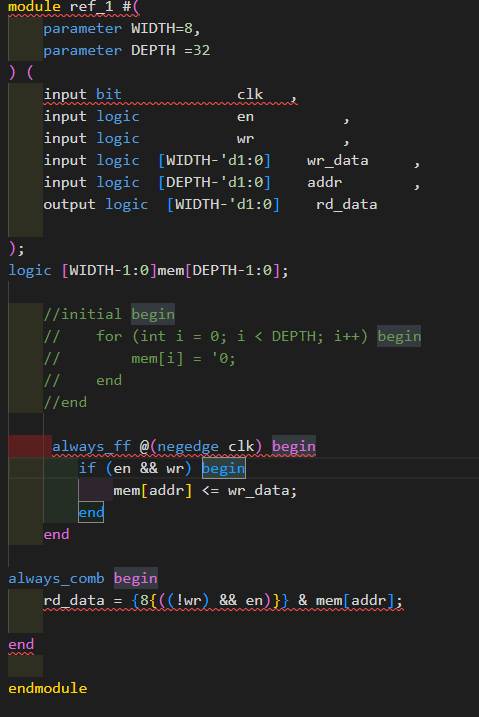 module ref_1 #(
    parameter WIDTH=8,
    parameter DEPTH =32
) (
    input bit             clk   ,
    input logic           en          ,
    input logic           wr          ,
    input logic  [WIDTH-'d1:0]    wr_data     ,
    input logic  [DEPTH-'d1:0]    addr        ,
    output logic  [WIDTH-'d1:0]    rd_data
);
logic [WIDTH-1:0]mem[DEPTH-1:0];
    //initial begin
    //    for (int i = 0; i < DEPTH; i++) begin
    //        mem[i] = '0;
    //    end
    //end
     always_ff @(negedge clk) begin
        if (en && wr) begin
            mem[addr] <= wr_data;
        end
    end
always_comb begin
    rd_data = {8{((!wr) && en)}} & mem[addr];
end
endmodule